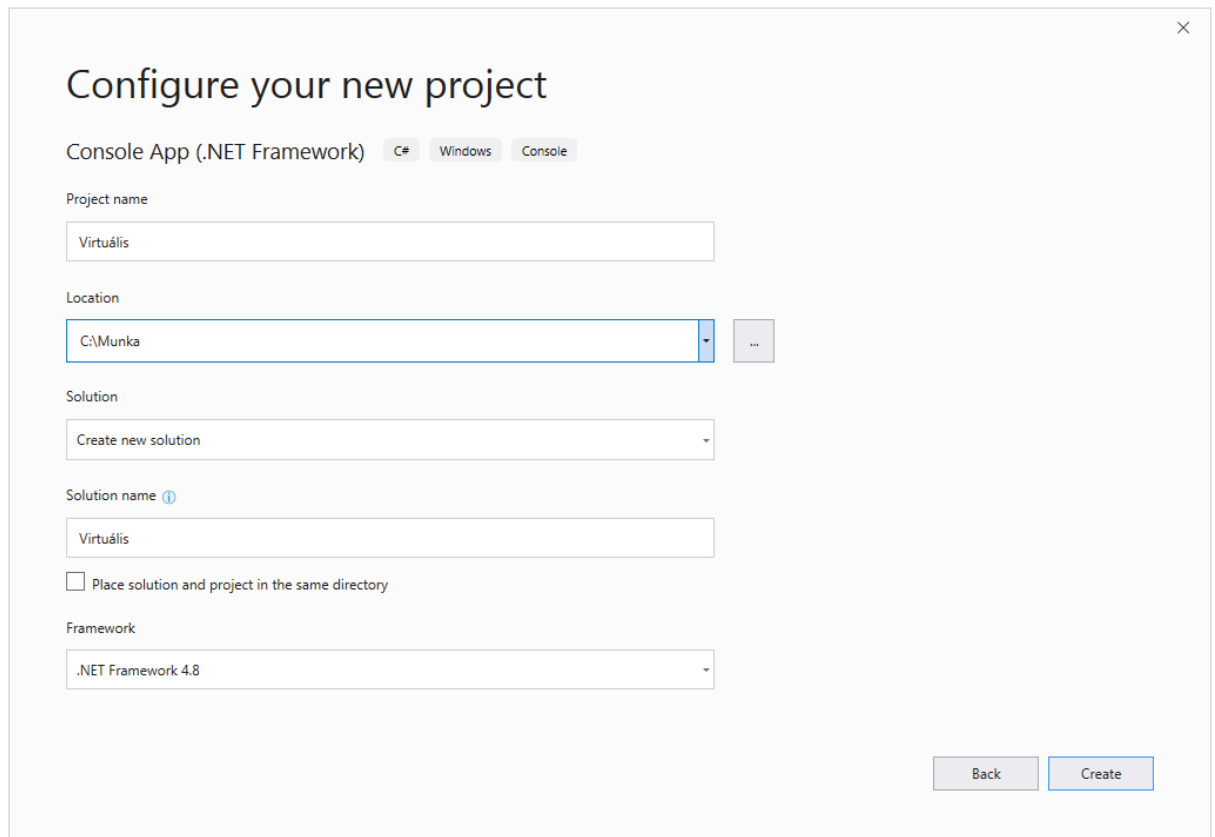 Configure your new project
Console App (.NET Framework) C# Windows Console
Project name
Virtuális
Location
C:\Munka
...
Solution
Create new solution
Solution name
Virtuális
Place solution and project in the same directory
Framework
.NET Framework 4.8
Back Create